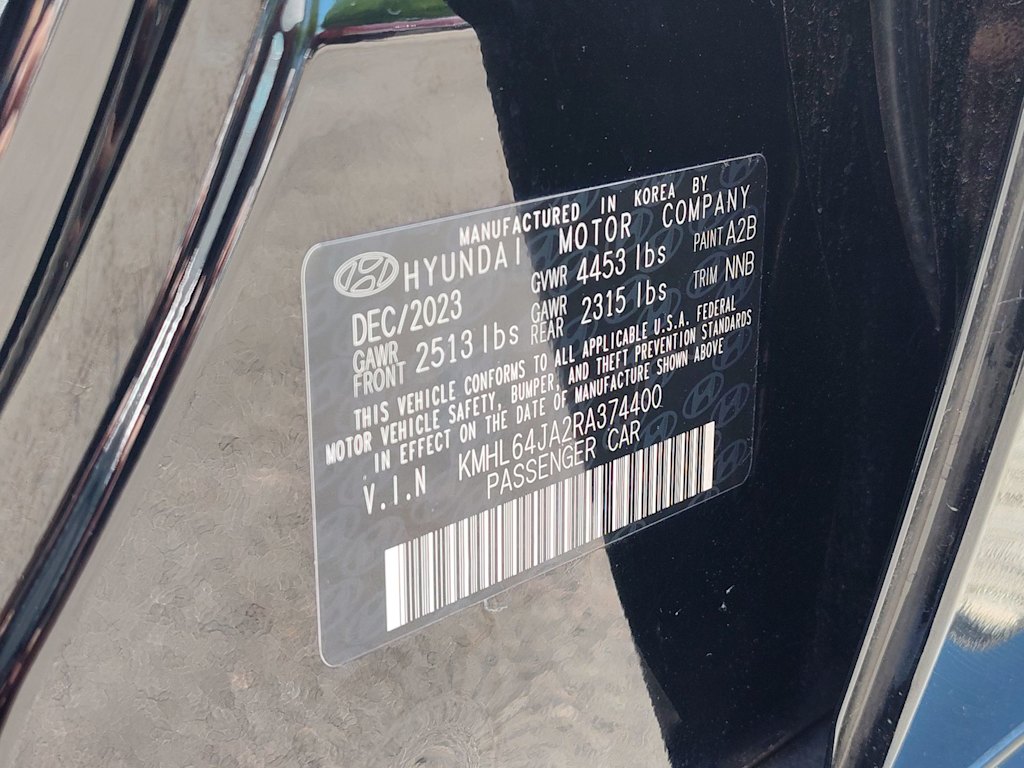 MANUFACTURED IN KOREA BY
HYUNDAI MOTOR COMPANY
DEC/2023 GVWR 4453 lbs PAINT A2B
GAWR FRONT 2513 lbs GAWR REAR 2315 lbs TRIM NNB
THIS VEHICLE CONFORMS TO ALL APPLICABLE U.S.A. FEDERAL
MOTOR VEHICLE SAFETY, BUMPER, AND THEFT PREVENTION STANDARDS
IN EFFECT ON THE DATE OF MANUFACTURE SHOWN ABOVE
V.I.N KMHL64JA2RA374400
PASSENGER CAR